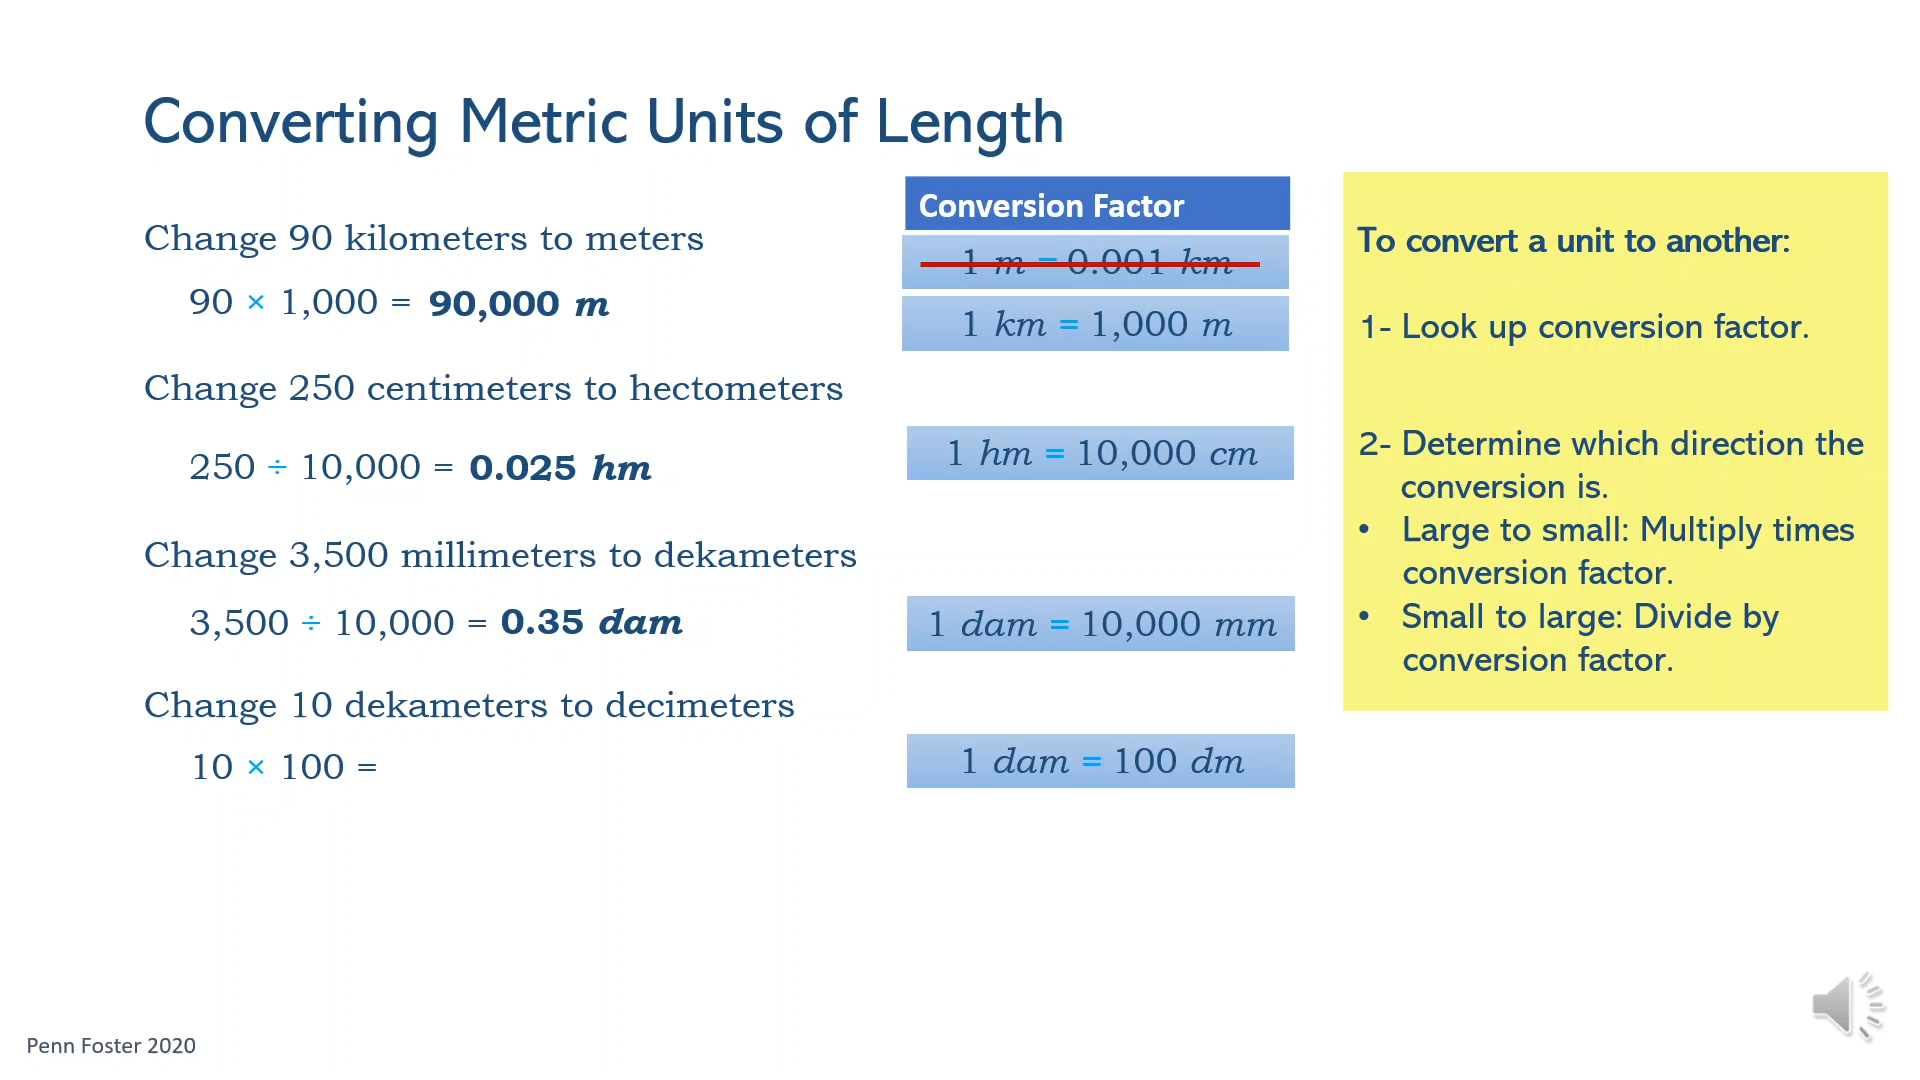 Converting Metric Units of Length
Change 90 kilometers to meters
90 × 1,000 = 90,000 m
Change 250 centimeters to hectometers
250 ÷ 10,000 = 0.025 hm
Change 3,500 millimeters to dekameters
3,500 ÷ 10,000 = 0.35 dam
Change 10 dekameters to decimeters
10 × 100 =
Conversion Factor
1 m = 0.001 km
1 km = 1,000 m
1 hm = 10,000 cm
1 dam = 10,000 mm
1 dam = 100 dm
To convert a unit to another:
1- Look up conversion factor.
2- Determine which direction the
conversion is.
• Large to small: Multiply times
conversion factor.
• Small to large: Divide by
conversion factor.
Penn Foster 2020